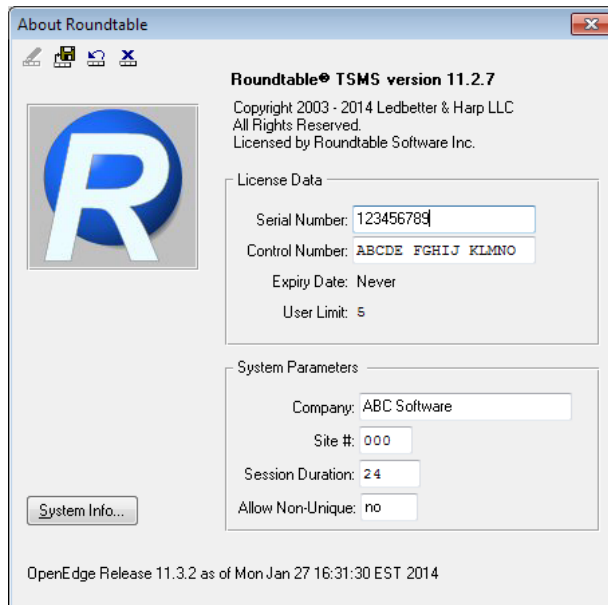 About Roundtable
Roundtable® TSMS version 11.2.7
Copyright 2003 - 2014 Ledbetter & Harp LLC
All Rights Reserved.
Licensed by Roundtable Software Inc.
R
License Data
Serial Number: 123456789
Control Number: ABCDE FGHIJ KLMNO
Expiry Date: Never
User Limit: 5
System Parameters
Company: ABC Software
Site #: 000
Session Duration: 24
Allow Non-Unique: no
System Info...
OpenEdge Release 11.3.2 as of Mon Jan 27 16:31:30 EST 2014